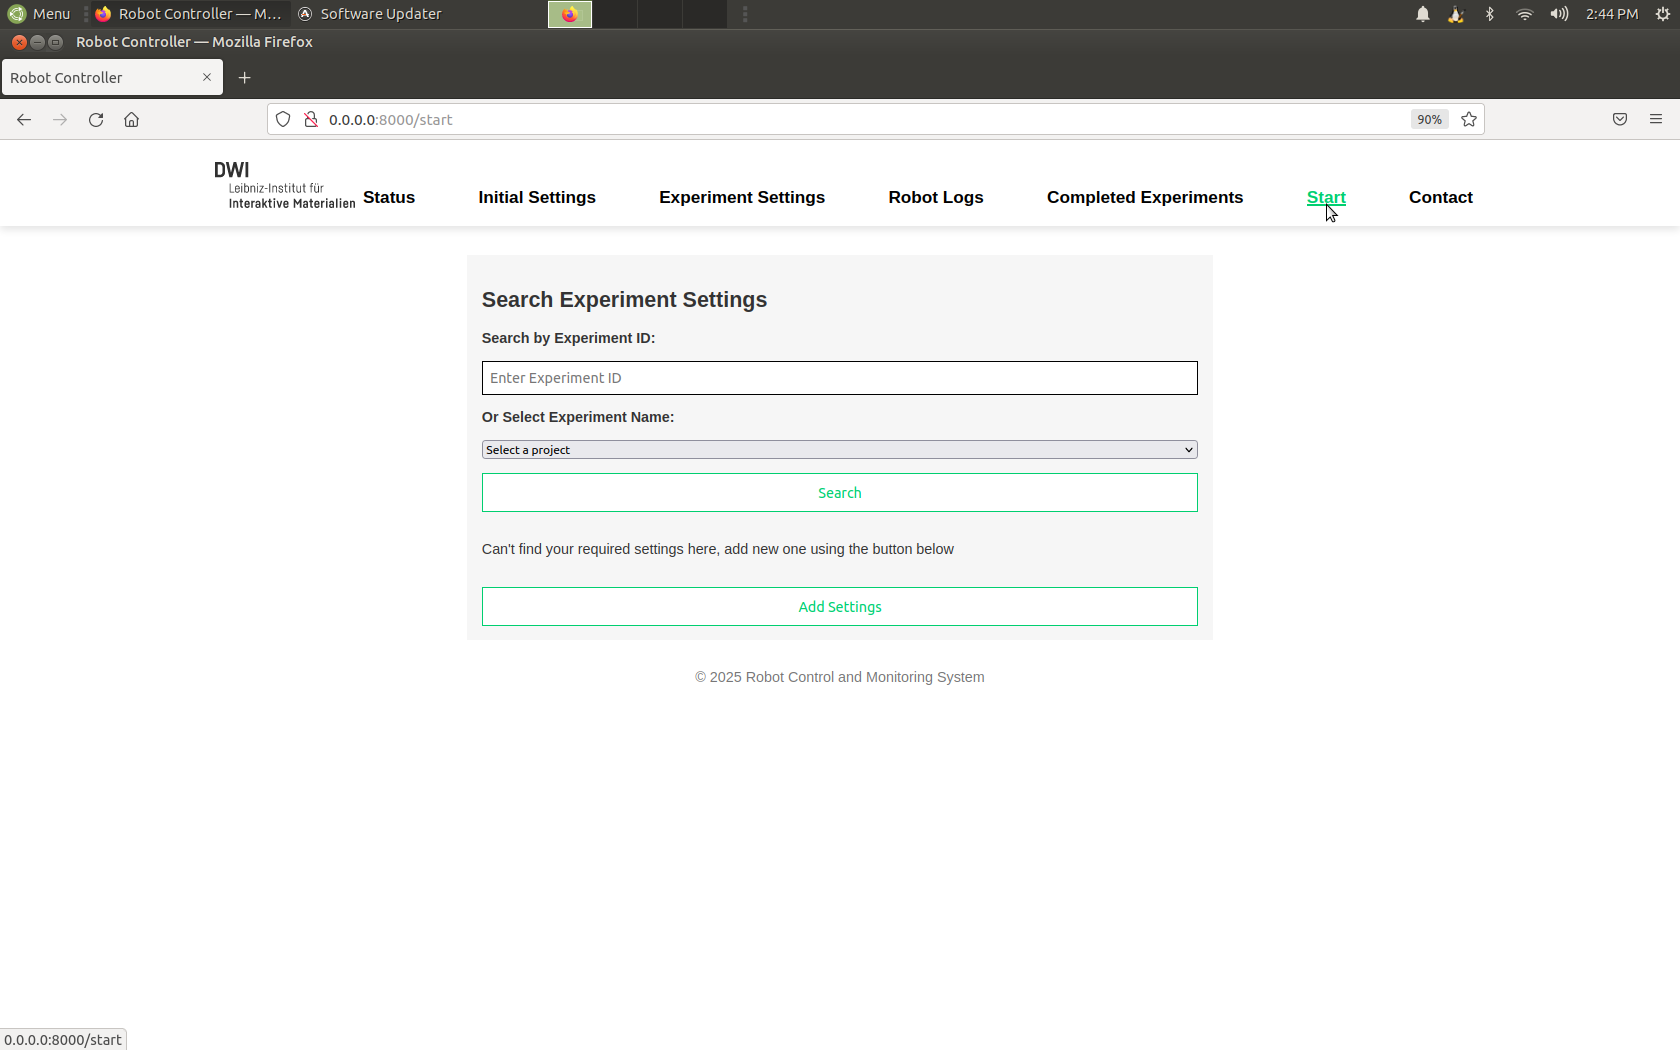 Menu Robot Controller — M... Software Updater 2:44 PM
Robot Controller — Mozilla Firefox
Robot Controller
0.0.0.0:8000/start 90%
DWI
Leibniz-Institut für
Interaktive Materialien
Status Initial Settings Experiment Settings Robot Logs Completed Experiments Start Contact
Search Experiment Settings
Search by Experiment ID:
Enter Experiment ID
Or Select Experiment Name:
Select a project
Search
Can't find your required settings here, add new one using the button below
Add Settings
© 2025 Robot Control and Monitoring System
0.0.0.0:8000/start